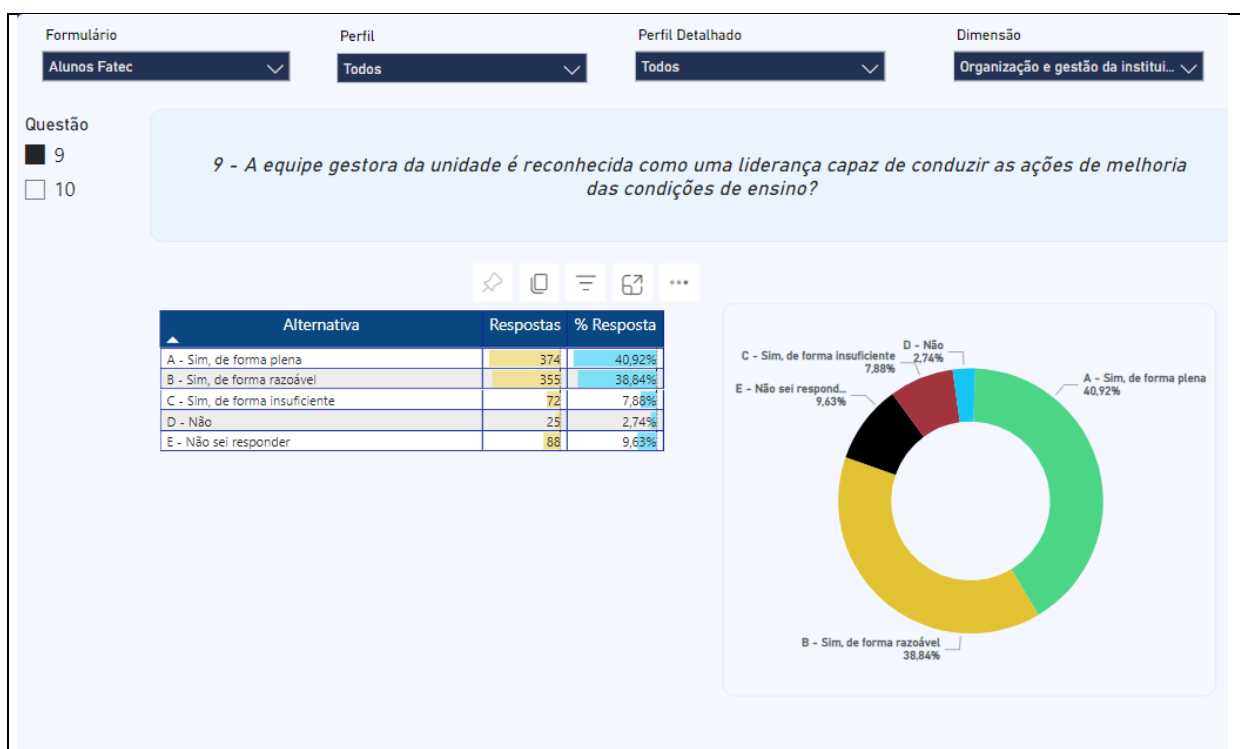 Formulário
Perfil
Perfil Detalhado
Dimensão
Alunos Fatec
Todos
Todos
Organização e gestão da institui...
Questão
9
10
9 - A equipe gestora da unidade é reconhecida como uma liderança capaz de conduzir as ações de melhoria
das condições de ensino?
Alternativa Respostas % Resposta
A - Sim, de forma plena 374 40,92%
B - Sim, de forma razoável 355 38,84%
C - Sim, de forma insuficiente 72 7,88%
D - Não 25 2,74%
E - Não sei responder 88 9,63%
D - Não
2,74%
C - Sim, de forma insuficiente
7,88%
E - Não sei respond...
9,63%
A - Sim, de forma plena
40,92%
B - Sim, de forma razoável
38,84%